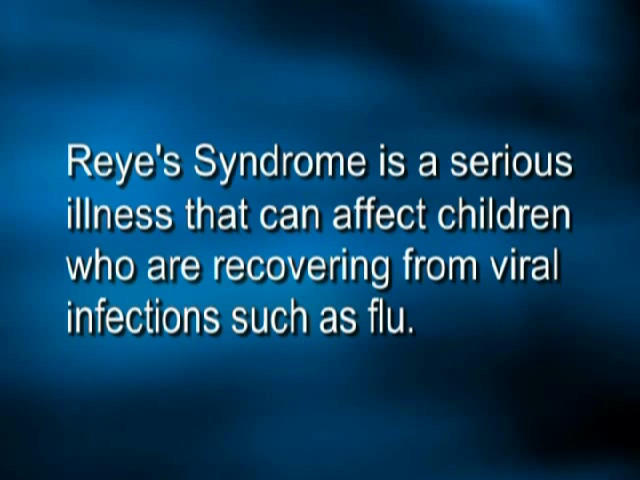 Reye's Syndrome is a serious
illness that can affect children
who are recovering from viral
infections such as flu.